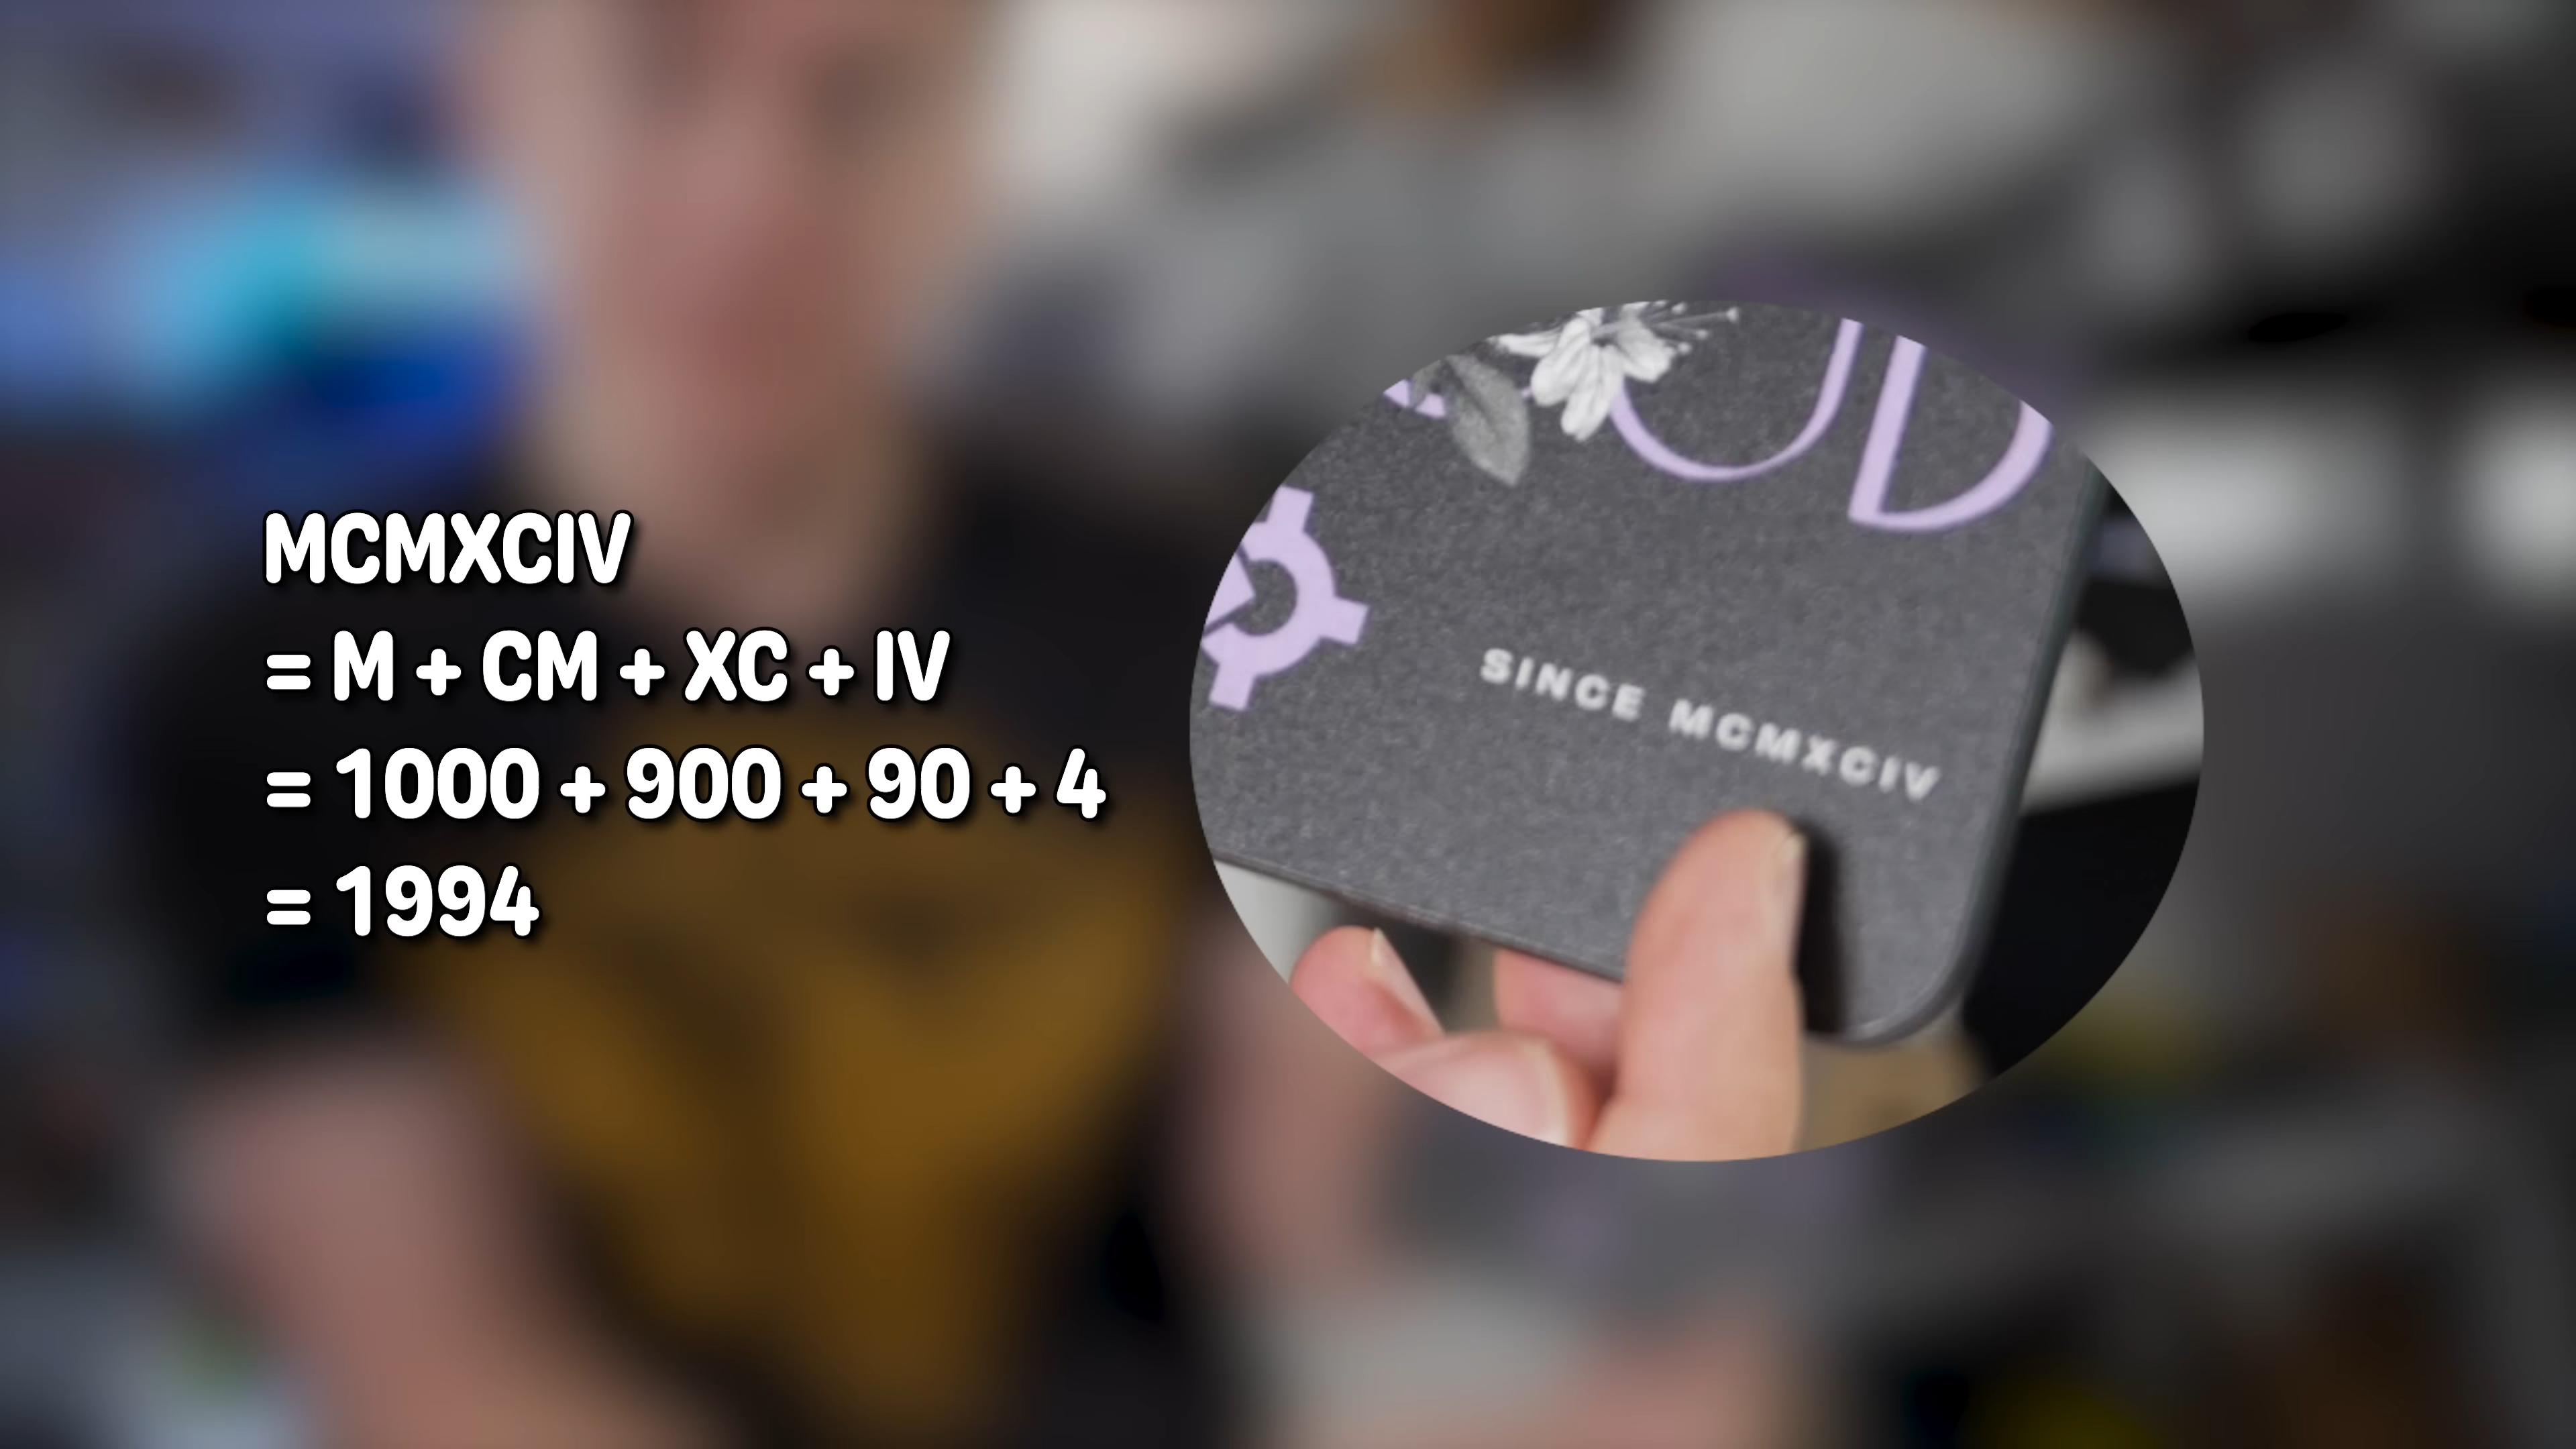 MCMXCIV
= M + CM + XC + IV
= 1000 + 900 + 90 + 4
= 1994
SINCE MCMXCIV